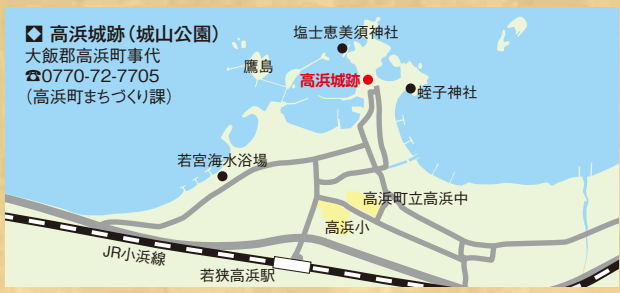 ◆ 高浜城跡（城山公園）
大飯郡高浜町事代
☎0770-72-7705
（高浜町まちづくり課）
塩土恵美須神社
鷹島
高浜城跡
蛭子神社
若宮海水浴場
高浜町立高浜中
高浜小
JR小浜線
若狭高浜駅